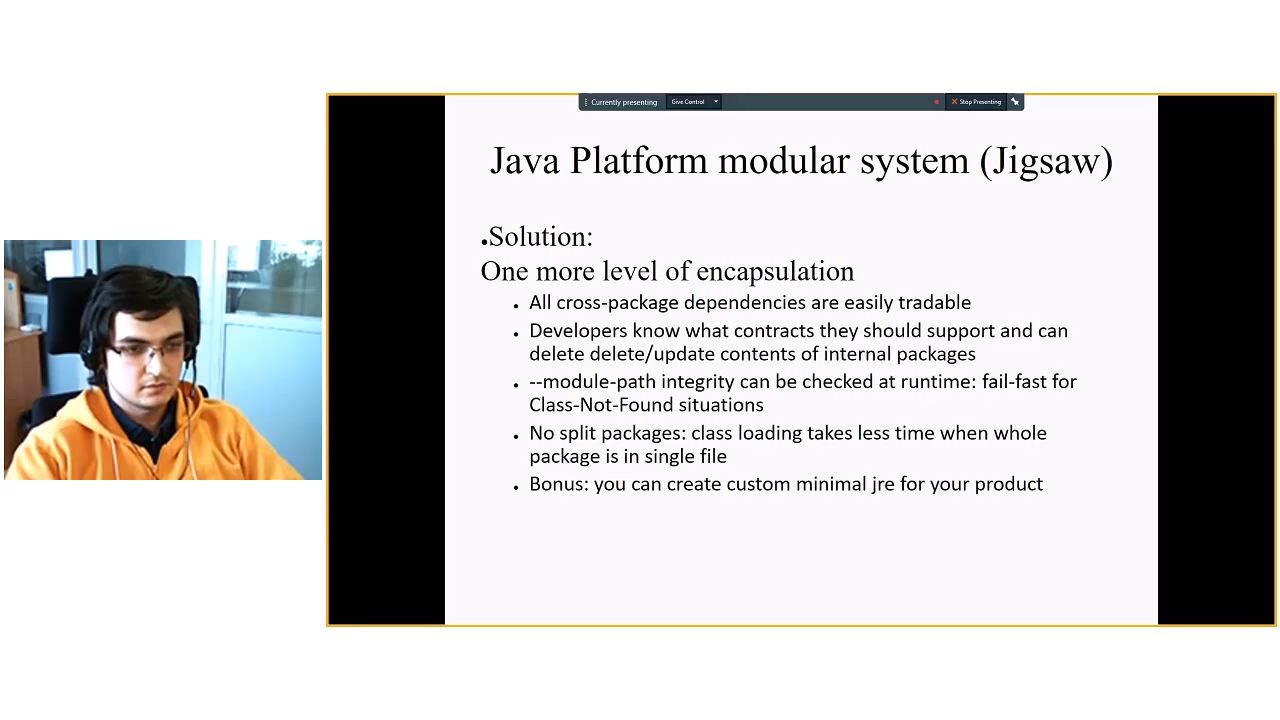 Currently presenting
Give Control
Stop Presenting
Java Platform modular system (Jigsaw)
•Solution:
One more level of encapsulation
• All cross-package dependencies are easily tradable
• Developers know what contracts they should support and can
delete delete/update contents of internal packages
• --module-path integrity can be checked at runtime: fail-fast for
Class-Not-Found situations
• No split packages: class loading takes less time when whole
package is in single file
• Bonus: you can create custom minimal jre for your product